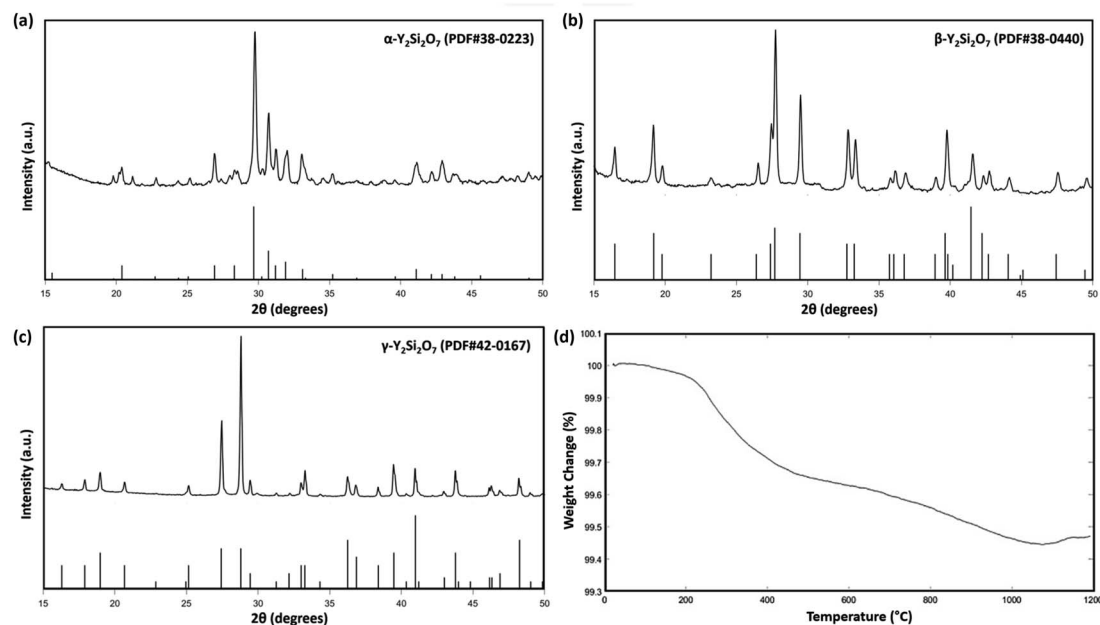 (a)
α-Y₂Si₂O₇ (PDF#38-0223)
Intensity (a.u.)
15 20 25 30 35 40 45 50
2θ (degrees)
(b)
β-Y₂Si₂O₇ (PDF#38-0440)
Intensity (a.u.)
15 20 25 30 35 40 45 50
2θ (degrees)
(c)
γ-Y₂Si₂O₇ (PDF#42-0167)
Intensity (a.u.)
15 20 25 30 35 40 45 50
2θ (degrees)
(d)
100.1
100
99.9
99.8
99.7
99.6
99.5
99.4
99.3
Weight Change (%)
0 200 400 600 800 1000 1200
Temperature (°C)